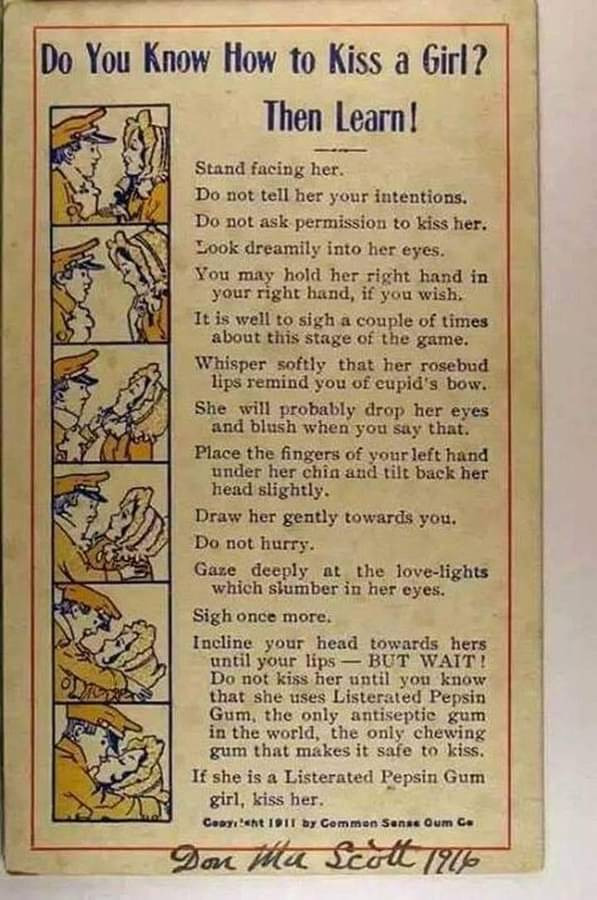 Do You Know How to Kiss a Girl?
Then Learn!
Stand facing her.
Do not tell her your intentions.
Do not ask permission to kiss her.
Look dreamily into her eyes.
You may hold her right hand in
your right hand, if you wish.
It is well to sigh a couple of times
about this stage of the game.
Whisper softly that her rosebud
lips remind you of cupid's bow.
She will probably drop her eyes
and blush when you say that.
Place the fingers of your left hand
under her chin and tilt back her
head slightly.
Draw her gently towards you.
Do not hurry.
Gaze deeply at the love-lights
which slumber in her eyes.
Sigh once more.
Incline your head towards hers
until your lips — BUT WAIT!
Do not kiss her until you know
that she uses Listerated Pepsin
Gum, the only antiseptic gum
in the world, the only chewing
gum that makes it safe to kiss.
If she is a Listerated Pepsin Gum
girl, kiss her.
Copyright 1911 by Common Sense Gum Co
Don Scott 1916